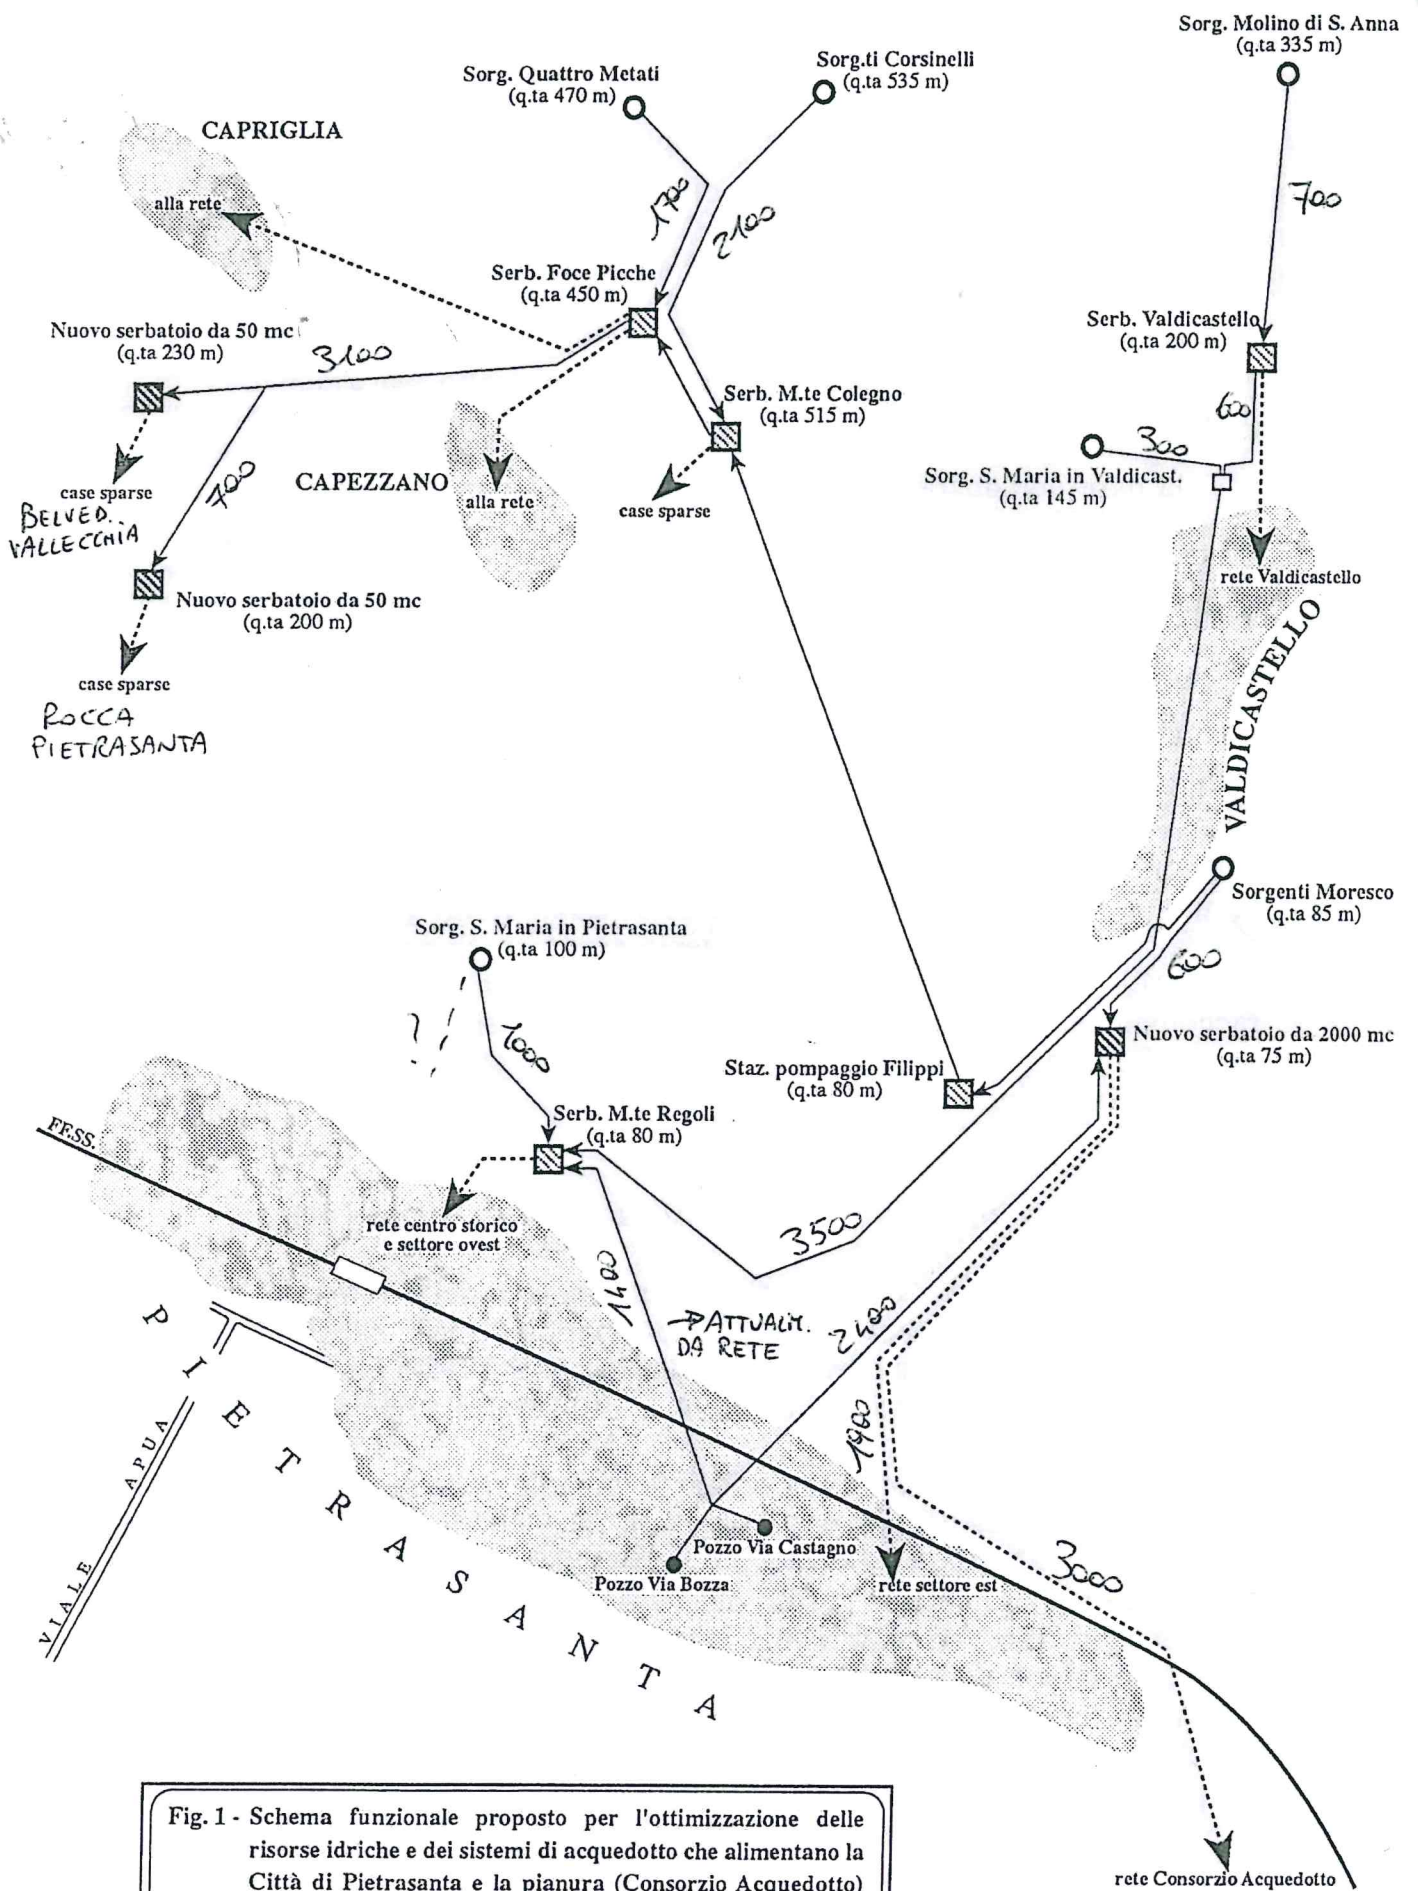 Sorg. Molino di S. Anna
(q.ta 335 m)
Sorg. Quattro Metati
(q.ta 470 m)
Sorg.ti Corsinelli
(q.ta 535 m)
CAPRIGLIA
alla rete
1700
2100
700
Serb. Foce Picche
(q.ta 450 m)
Nuovo serbatoio da 50 mc
(q.ta 230 m)
3100
Serb. Valdicastello
(q.ta 200 m)
Serb. M.te Colegno
(q.ta 515 m)
600
300
Sorg. S. Maria in Valdicast.
(q.ta 145 m)
CAPEZZANO
alla rete
case sparse
case sparse
BELVED..
VALLECCHIA
700
rete Valdicastello
VALDICASTELLO
Nuovo serbatoio da 50 mc
(q.ta 200 m)
case sparse
ROCCA
PIETRASANTA
Sorgenti Moresco
(q.ta 85 m)
Sorg. S. Maria in Pietrasanta
(q.ta 100 m)
600
?
1000
Nuovo serbatoio da 2000 mc
(q.ta 75 m)
Staz. pompaggio Filippi
(q.ta 80 m)
Serb. M.te Regoli
(q.ta 80 m)
FF.SS.
rete centro storico
e settore ovest
3500
1400
→ ATTUALM.
DA RETE
2400
1900
PIETRASANTA
VIALE APUA
Pozzo Via Castagno
Pozzo Via Bozza
rete settore est
3000
rete Consorzio Acquedotto
Fig. 1 - Schema funzionale proposto per l'ottimizzazione delle
risorse idriche e dei sistemi di acquedotto che alimentano la
Città di Pietrasanta e la pianura (Consorzio Acquedotto)